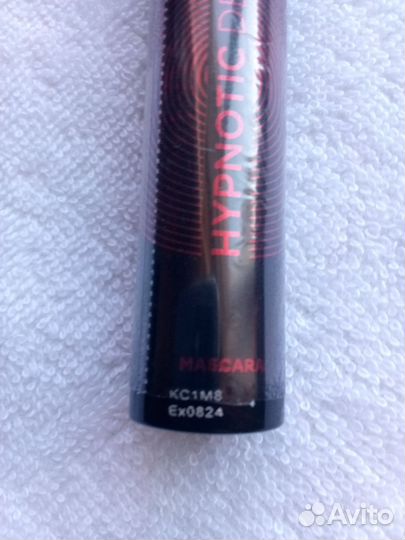 HYPNOTIC
MASCARA
KC1M8
Ex0824
Avito